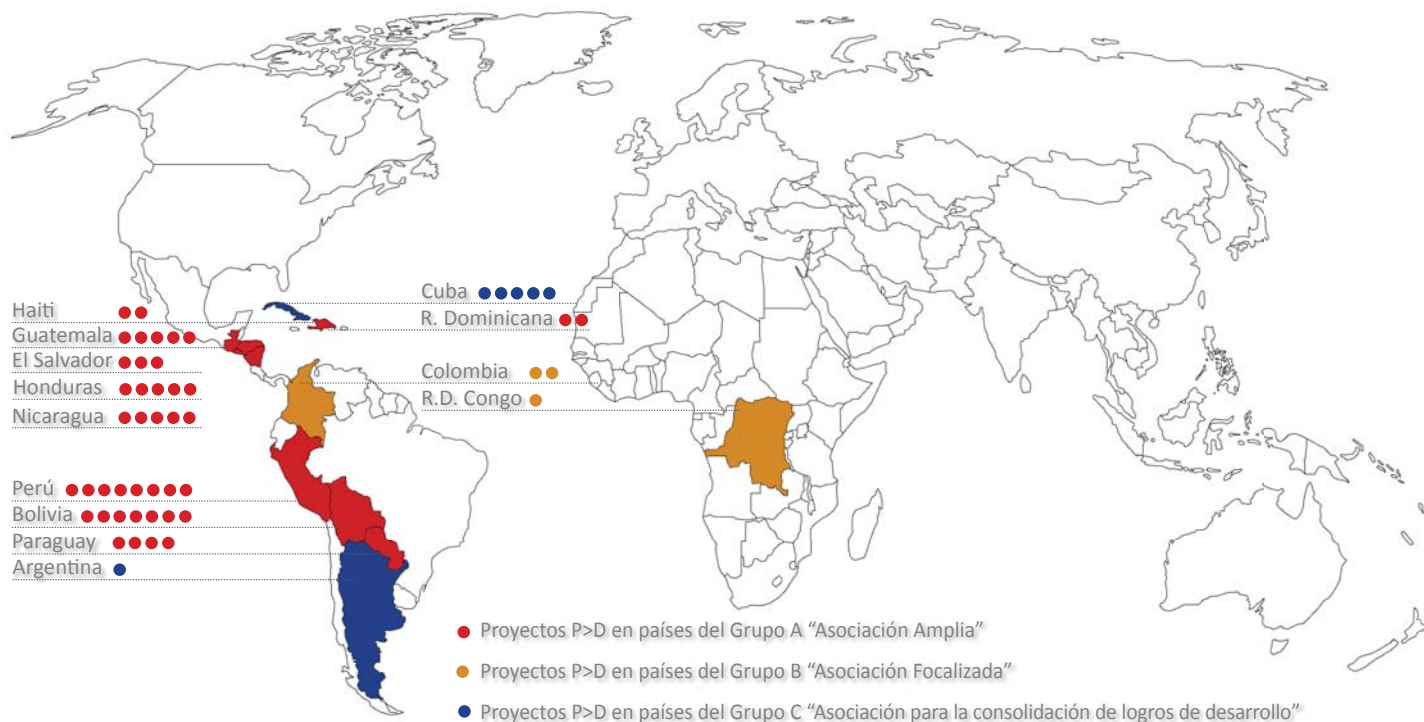 Haiti
Guatemala
El Salvador
Honduras
Nicaragua
Perú
Bolivia
Paraguay
Argentina
Cuba
R. Dominicana
Colombia
R.D. Congo
Proyectos P>D en países del Grupo A “Asociación Amplia”
Proyectos P>D en países del Grupo B “Asociación Focalizada”
Proyectos P>D en países del Grupo C “Asociación para la consolidación de logros de desarrollo”